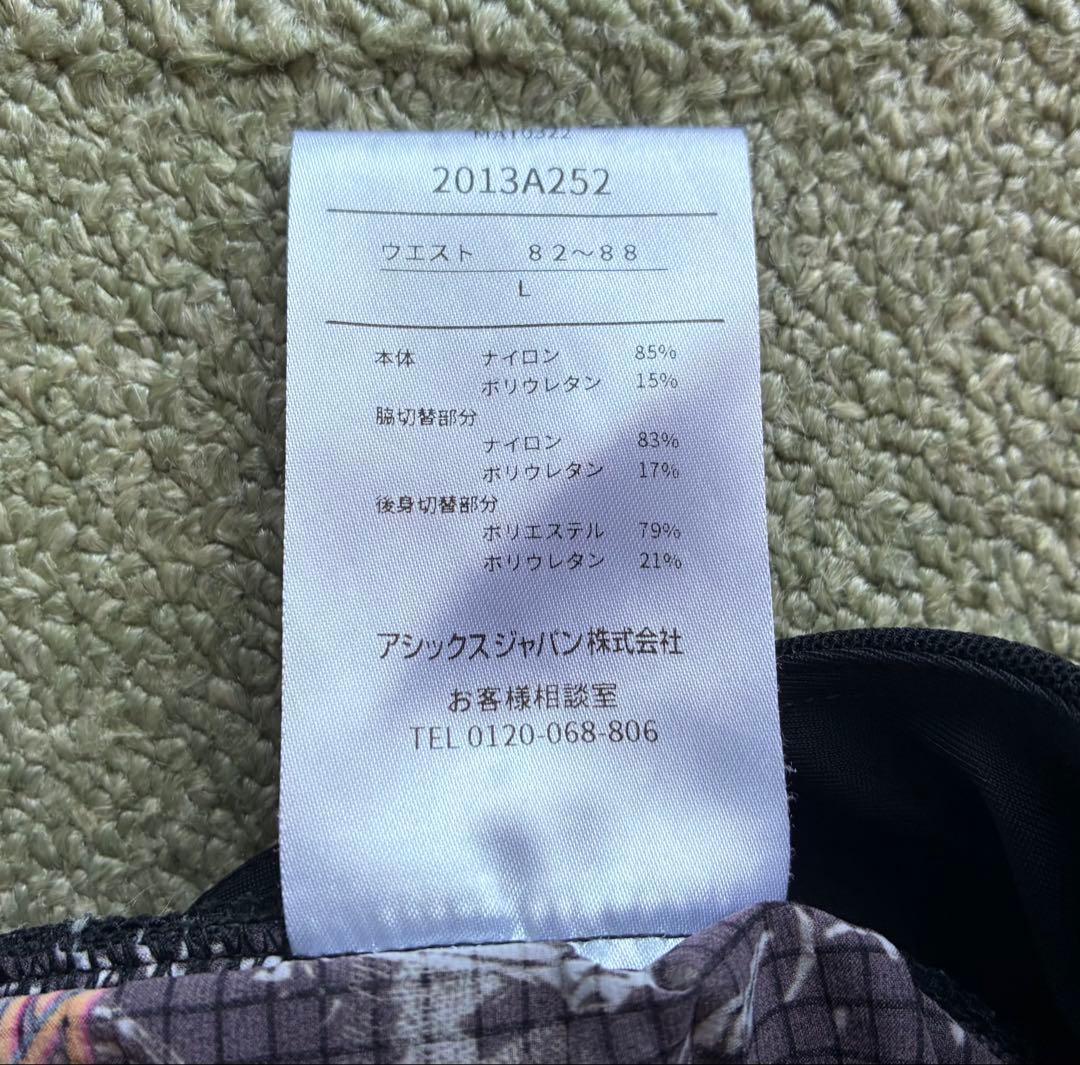 2013A252
ウエスト 82〜88
L
本体 ナイロン 85%
ポリウレタン 15%
脇切替部分
ナイロン 83%
ポリウレタン 17%
後身切替部分
ポリエステル 79%
ポリウレタン 21%
アシックスジャパン株式会社
お客様相談室
TEL 0120-068-806